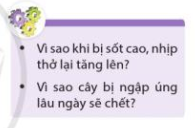 • Vì sao khi bị sốt cao, nhịp
thở lại tăng lên?
• Vì sao cây bị ngập úng
lâu ngày sẽ chết?